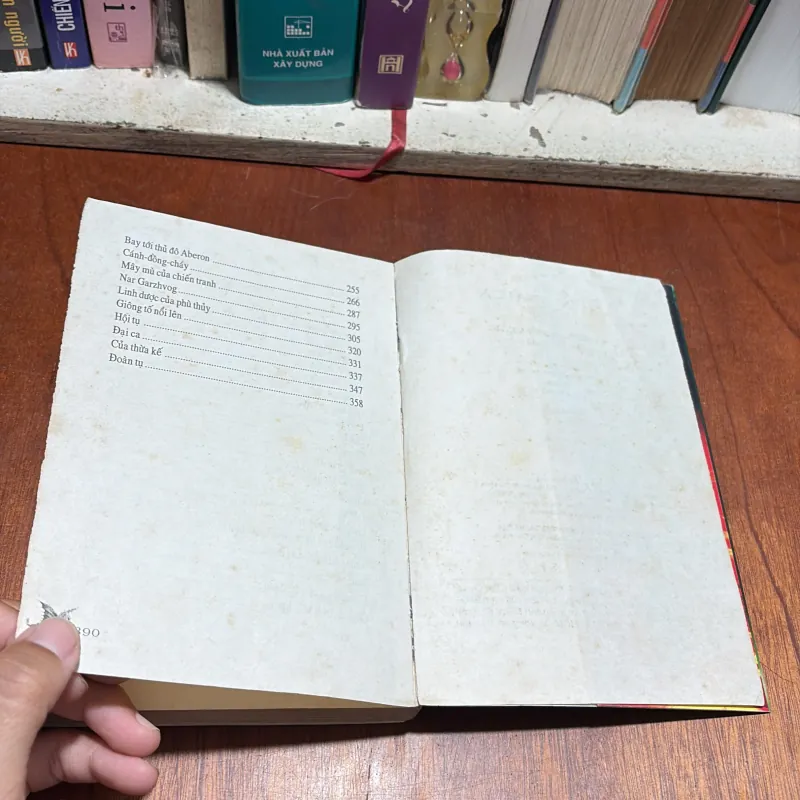 n người
CHIẾN
i
NHÀ XUẤT BẢN
XÂY DỰNG
Bay tới thủ đô Aberon ........ 255
Cánh-đồng-cháy ........ 266
Mây mù của chiến tranh ........ 287
Nar Garzhvog ........ 295
Linh dược của phù thủy ........ 305
Giông tố nổi lên ........ 320
Hội tụ ........ 331
Đại ca ........ 337
Của thừa kế ........ 347
Đoàn tụ ........ 358
390